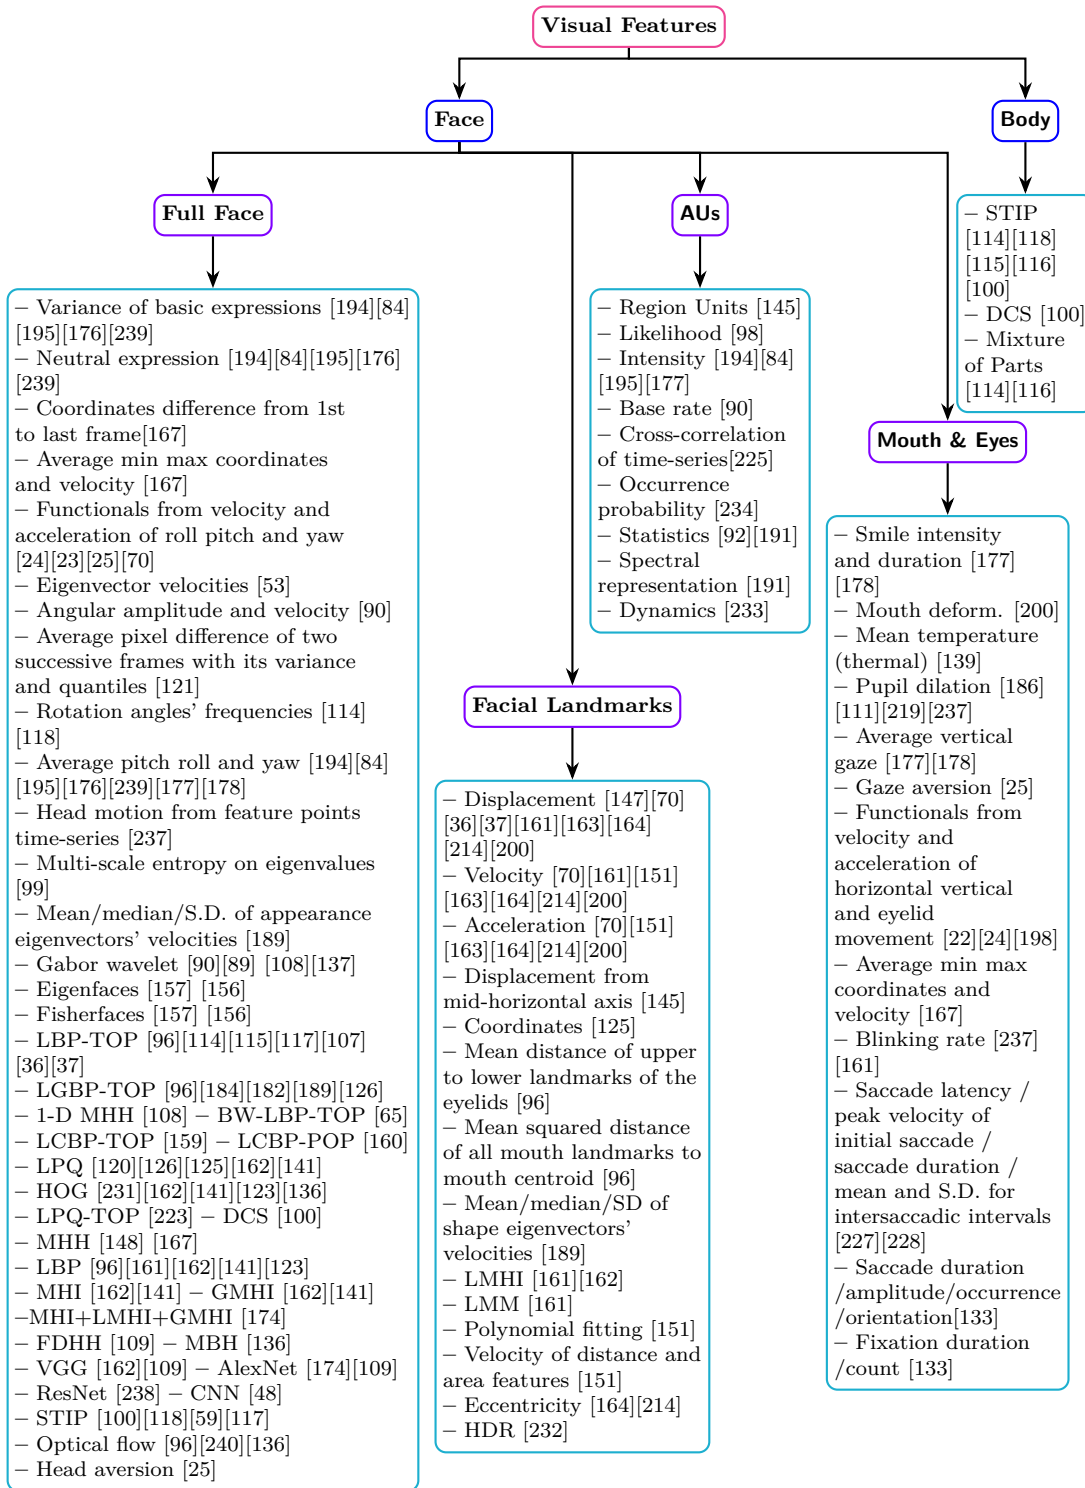 Visual Features
Face
Body
Full Face
AUs
– STIP
[114][118]
[115][116]
[100]
– DCS [100]
– Mixture
of Parts
[114][116]
– Variance of basic expressions [194][84]
[195][176][239]
– Neutral expression [194][84][195][176]
[239]
– Coordinates difference from 1st
to last frame[167]
– Average min max coordinates
and velocity [167]
– Functionals from velocity and
acceleration of roll pitch and yaw
[24][23][25][70]
– Eigenvector velocities [53]
– Angular amplitude and velocity [90]
– Average pixel difference of two
successive frames with its variance
and quantiles [121]
– Rotation angles' frequencies [114]
[118]
– Average pitch roll and yaw [194][84]
[195][176][239][177][178]
– Head motion from feature points
time-series [237]
– Multi-scale entropy on eigenvalues
[99]
– Mean/median/S.D. of appearance
eigenvectors' velocities [189]
– Gabor wavelet [90][89] [108][137]
– Eigenfaces [157] [156]
– Fisherfaces [157] [156]
– LBP-TOP [96][114][115][117][107]
[36][37]
– LGBP-TOP [96][184][182][189][126]
– 1-D MHH [108] – BW-LBP-TOP [65]
– LCBP-TOP [159] – LCBP-POP [160]
– LPQ [120][126][125][162][141]
– HOG [231][162][141][123][136]
– LPQ-TOP [223] – DCS [100]
– MHH [148] [167]
– LBP [96][161][162][141][123]
– MHI [162][141] – GMHI [162][141]
–MHI+LMHI+GMHI [174]
– FDHH [109] – MBH [136]
– VGG [162][109] – AlexNet [174][109]
– ResNet [238] – CNN [48]
– STIP [100][118][59][117]
– Optical flow [96][240][136]
– Head aversion [25]
– Region Units [145]
– Likelihood [98]
– Intensity [194][84]
[195][177]
– Base rate [90]
– Cross-correlation
of time-series[225]
– Occurrence
probability [234]
– Statistics [92][191]
– Spectral
representation [191]
– Dynamics [233]
Mouth & Eyes
– Smile intensity
and duration [177]
[178]
– Mouth deform. [200]
– Mean temperature
(thermal) [139]
– Pupil dilation [186]
[111][219][237]
– Average vertical
gaze [177][178]
– Gaze aversion [25]
– Functionals from
velocity and
acceleration of
horizontal vertical
and eyelid
movement [22][24][198]
– Average min max
coordinates and
velocity [167]
– Blinking rate [237]
[161]
– Saccade latency /
peak velocity of
initial saccade /
saccade duration /
mean and S.D. for
intersaccadic intervals
[227][228]
– Saccade duration
/amplitude/occurrence
/orientation[133]
– Fixation duration
/count [133]
Facial Landmarks
– Displacement [147][70]
[36][37][161][163][164]
[214][200]
– Velocity [70][161][151]
[163][164][214][200]
– Acceleration [70][151]
[163][164][214][200]
– Displacement from
mid-horizontal axis [145]
– Coordinates [125]
– Mean distance of upper
to lower landmarks of the
eyelids [96]
– Mean squared distance
of all mouth landmarks to
mouth centroid [96]
– Mean/median/SD of
shape eigenvectors'
velocities [189]
– LMHI [161][162]
– LMM [161]
– Polynomial fitting [151]
– Velocity of distance and
area features [151]
– Eccentricity [164][214]
– HDR [232]